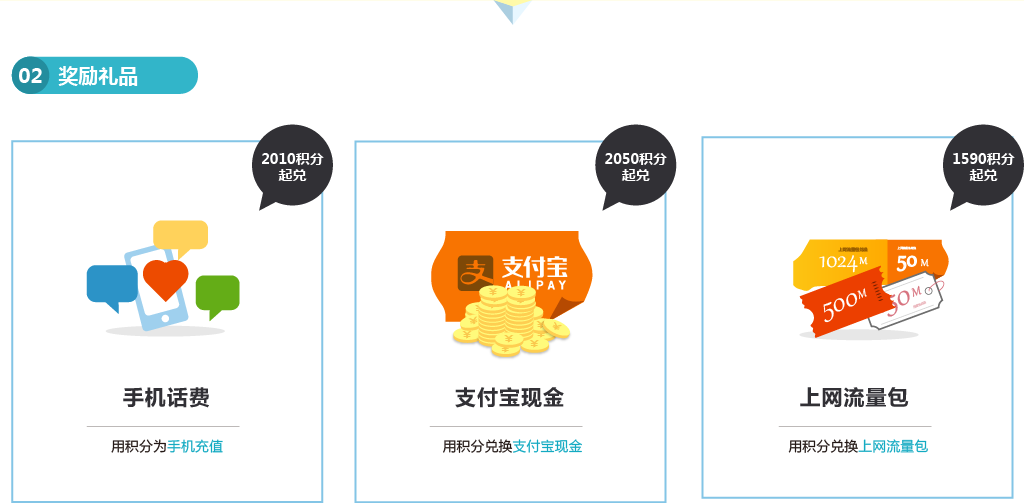 02 奖励礼品
2010积分
起兑
2050积分
起兑
1590积分
起兑
支
支付宝
ALIPAY
1024M
50 M
500M
50M
手机话费
支付宝现金
上网流量包
用积分为手机充值
用积分兑换支付宝现金
用积分兑换上网流量包